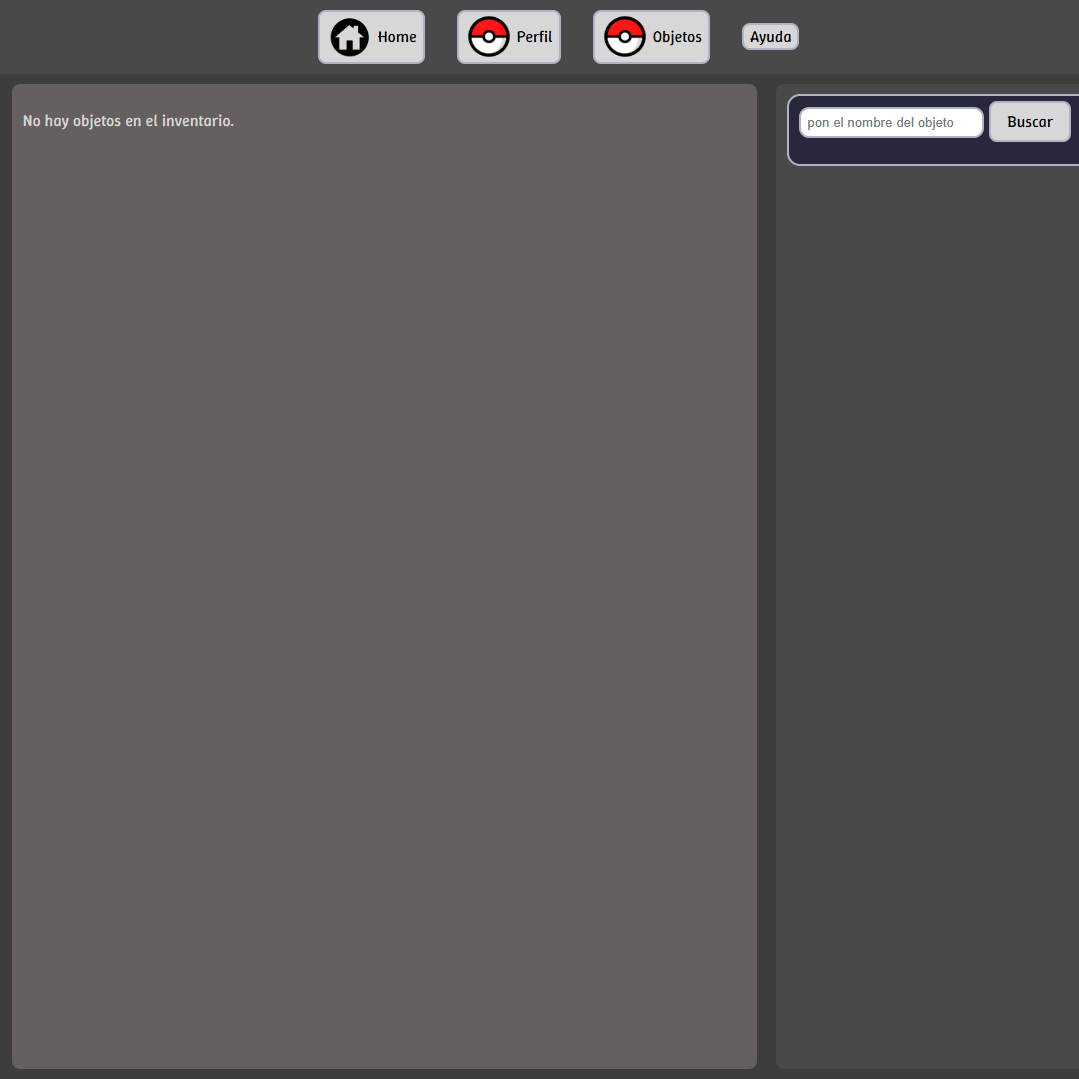 Home
Perfil
Objetos
Ayuda
No hay objetos en el inventario.
pon el nombre del objeto
Buscar